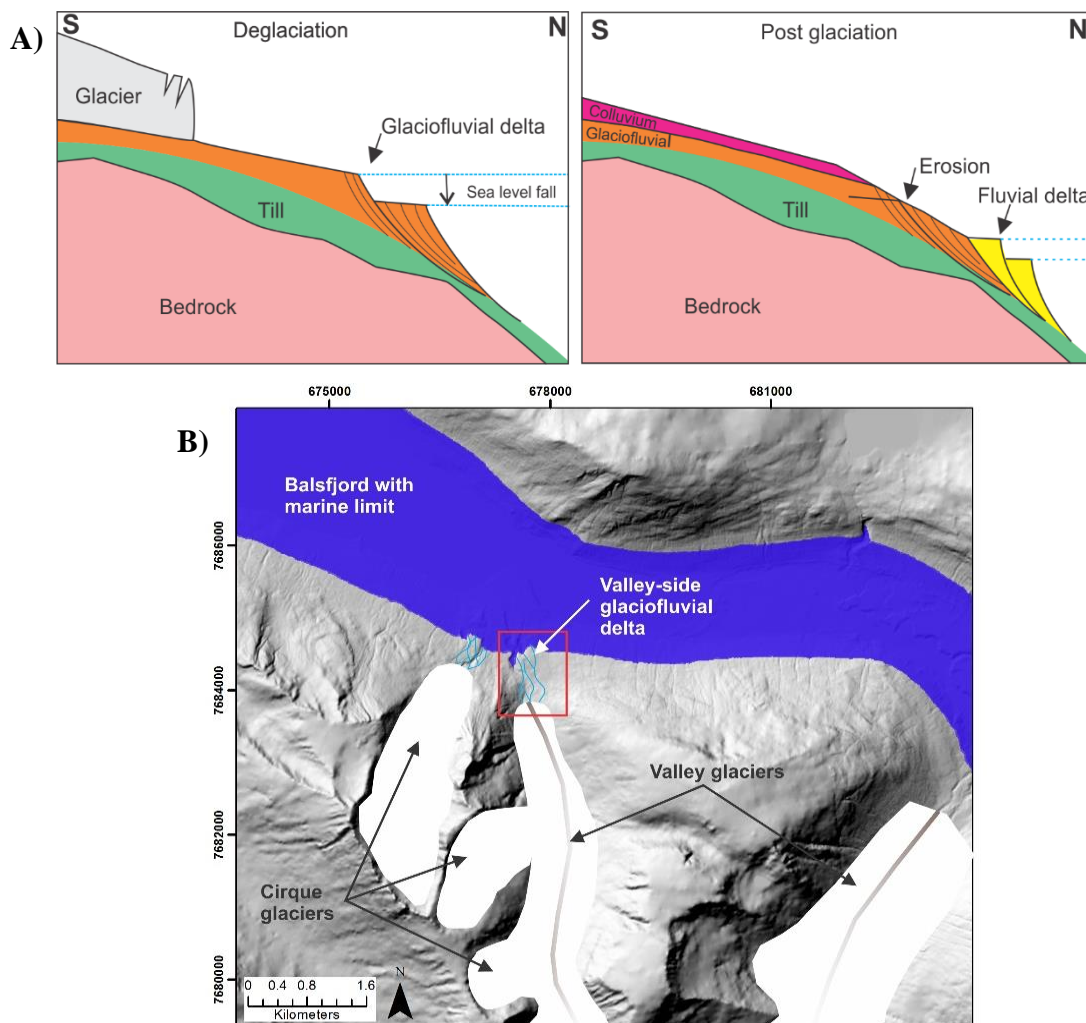 A)
S
Deglaciation
N
Glacier
Glaciofluvial delta
Sea level fall
Till
Bedrock
S
Post glaciation
N
Colluvium
Glaciofluvial
Erosion
Fluvial delta
Till
Bedrock
B)
675000
678000
681000
7686000
7684000
7682000
7680000
Balsfjord with
marine limit
Valley-side
glaciofluvial
delta
Valley glaciers
Cirque
glaciers
0 0.4 0.8 1.6
Kilometers
N